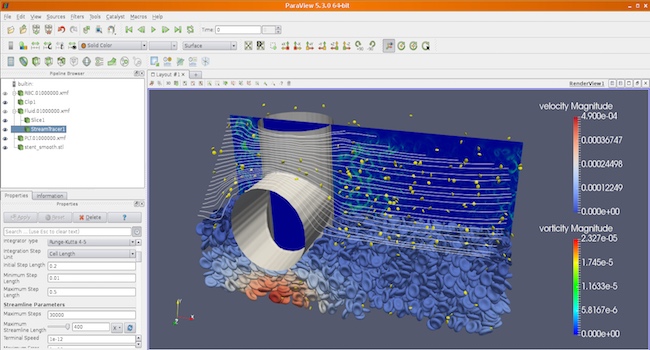 ParaView 5.3.0 64-bit
File Edit View Sources Filters Tools Catalyst Macros Help
Time: 0
Solid Color
Surface
Pipeline Browser
Layout #1
builtin:
RBC.01000000.xmf
Clip1
Fluid.01000000.xmf
Slice1
StreamTracer1
PLT.01000000.xmf
stent_smooth.stl
RenderView1
Properties Information
Properties
Apply Reset Delete ?
Search ... (use Esc to clear text)
Integrator Type Runge-Kutta 4-5
Integration Step Unit Cell Length
Initial Step Length 0.2
Minimum Step Length 0.01
Maximum Step Length 0.5
Streamline Parameters
Maximum Steps 30000
Maximum Streamline Length 400
Terminal Speed 1e-12
velocity Magnitude
4.900e-04
0.00036747
0.00024498
0.00012249
0.000e+00
vorticity Magnitude
2.327e-05
1.745e-5
1.1633e-5
5.8167e-6
0.000e+00